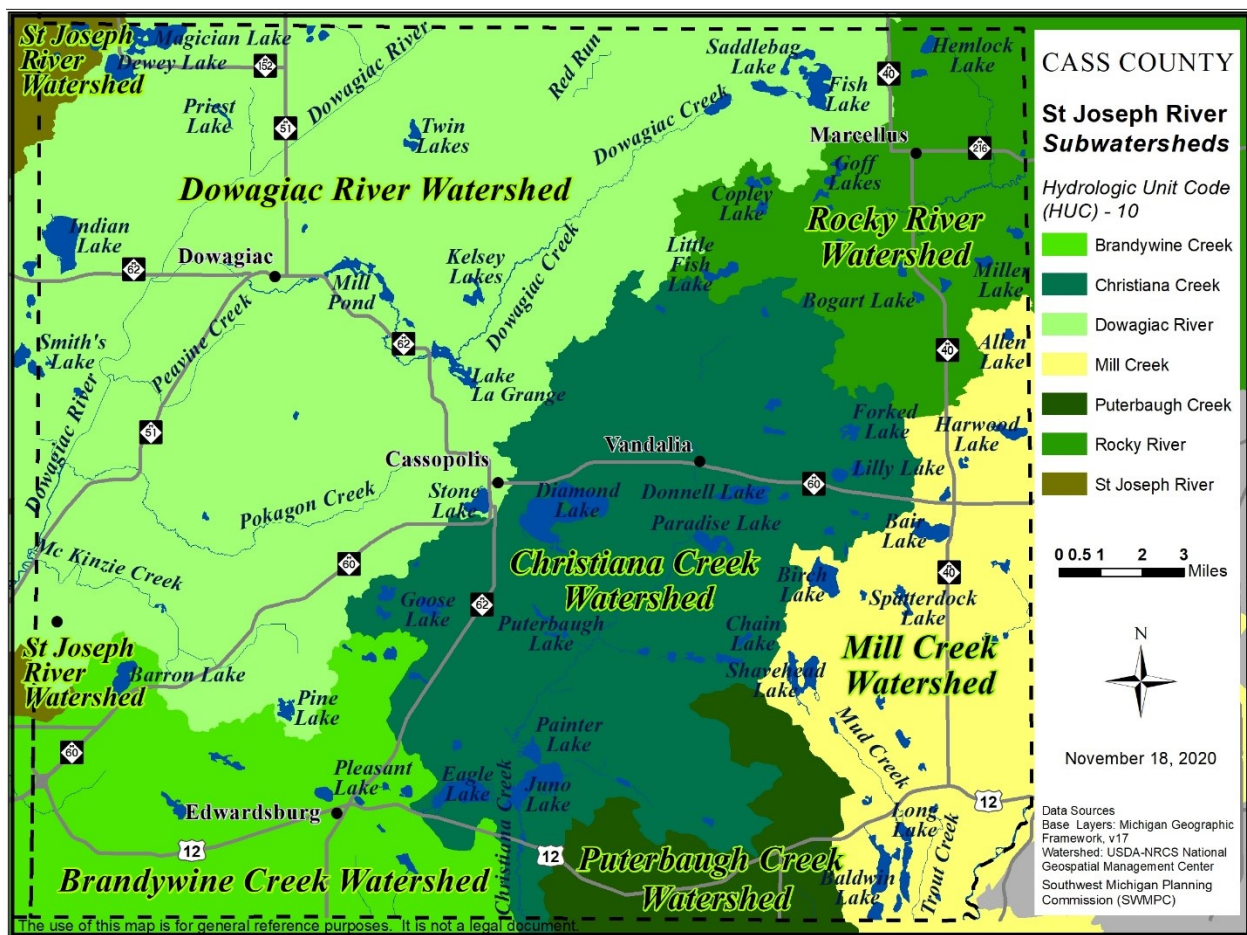 St Joseph
River
Watershed
Magician Lake
Dewey Lake
152
Dowagiac River
Red Run
Saddlebag
Lake
40
Hemlock
Lake
Fish
Lake
Priest
Lake
51
Twin
Lakes
Dowagiac Creek
Marcellus
216
Goff
Lakes
Dowagiac River Watershed
Copley
Lake
Rocky River
Watershed
Indian
Lake
62
Dowagiac
Mill
Pond
Kelsey
Lakes
Dowagiac Creek
Little
Fish
Lake
Bogart Lake
Miller
Lake
Smith's
Lake
Peavine Creek
62
Lake
La Grange
40
Allen
Lake
Dowagiac River
51
Forked
Lake
Harwood
Lake
Cassopolis
Vandalia
Lilly Lake
Stone
Lake
Diamond
Lake
Donnell Lake
60
Pokagon Creek
Paradise Lake
Bair
Lake
Mc Kinzie Creek
60
Christiana Creek
Watershed
Birch
Lake
40
Spatterdock
Lake
Goose
Lake
62
Puterbaugh
Lake
Chain
Lake
St Joseph
River
Watershed
Barron Lake
Shavehead
Lake
Mill Creek
Watershed
Pine
Lake
Mud Creek
60
Painter
Lake
Pleasant
Lake
Eagle
Lake
Juno
Lake
Edwardsburg
12
Christiana Creek
12
Long
Lake
12
Trout Creek
Puterbaugh Creek
Watershed
Baldwin
Lake
Brandywine Creek Watershed
The use of this map is for general reference purposes. It is not a legal document.
CASS COUNTY
St Joseph River
Subwatersheds
Hydrologic Unit Code
(HUC) - 10
Brandywine Creek
Christiana Creek
Dowagiac River
Mill Creek
Puterbaugh Creek
Rocky River
St Joseph River
0 0.5 1 2 3
Miles
N
November 18, 2020
Data Sources
Base Layers: Michigan Geographic
Framework, v17
Watershed: USDA-NRCS National
Geospatial Management Center
Southwest Michigan Planning
Commission (SWMPC)